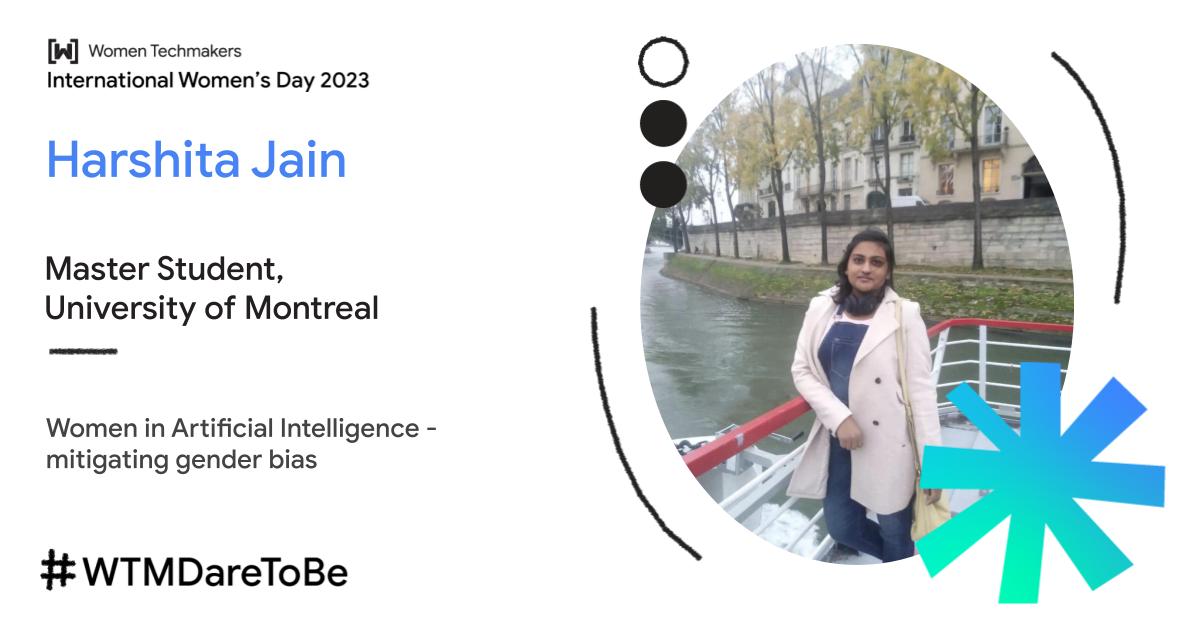 Women Techmakers
International Women's Day 2023
Harshita Jain
Master Student,
University of Montreal
Women in Artificial Intelligence -
mitigating gender bias
#WTMDareToBe